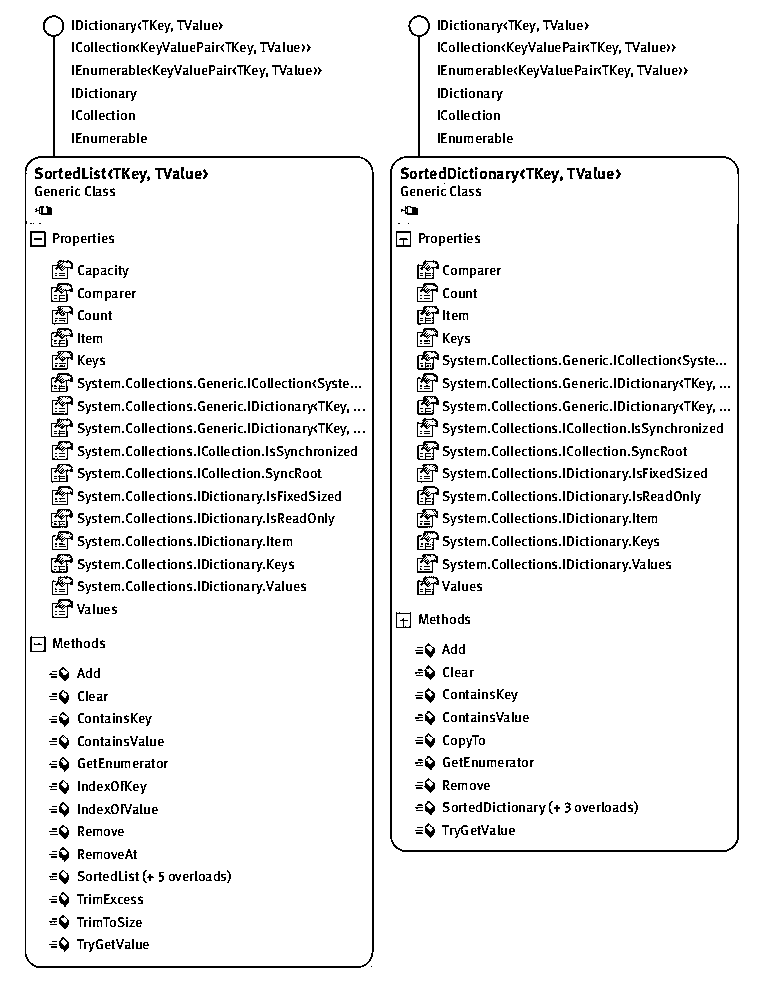 IDictionary<TKey, TValue>
ICollection<KeyValuePair<TKey, TValue>>
IEnumerable<KeyValuePair<TKey, TValue>>
IDictionary
ICollection
IEnumerable
SortedList<TKey, TValue>
Generic Class
Properties
Capacity
Comparer
Count
Item
Keys
System.Collections.Generic.ICollection<Syste...
System.Collections.Generic.IDictionary<TKey, ...
System.Collections.Generic.IDictionary<TKey, ...
System.Collections.ICollection.IsSynchronized
System.Collections.ICollection.SyncRoot
System.Collections.IDictionary.IsFixedSized
System.Collections.IDictionary.IsReadOnly
System.Collections.IDictionary.Item
System.Collections.IDictionary.Keys
System.Collections.IDictionary.Values
Values
Methods
Add
Clear
ContainsKey
ContainsValue
GetEnumerator
IndexOfKey
IndexOfValue
Remove
RemoveAt
SortedList (+ 5 overloads)
TrimExcess
TrimToSize
TryGetValue
IDictionary<TKey, TValue>
ICollection<KeyValuePair<TKey, TValue>>
IEnumerable<KeyValuePair<TKey, TValue>>
IDictionary
ICollection
IEnumerable
SortedDictionary<TKey, TValue>
Generic Class
Properties
Comparer
Count
Item
Keys
System.Collections.Generic.ICollection<Syste...
System.Collections.Generic.IDictionary<TKey, ...
System.Collections.Generic.IDictionary<TKey, ...
System.Collections.ICollection.IsSynchronized
System.Collections.ICollection.SyncRoot
System.Collections.IDictionary.IsFixedSized
System.Collections.IDictionary.IsReadOnly
System.Collections.IDictionary.Item
System.Collections.IDictionary.Keys
System.Collections.IDictionary.Values
Values
Methods
Add
Clear
ContainsKey
ContainsValue
CopyTo
GetEnumerator
Remove
SortedDictionary (+ 3 overloads)
TryGetValue